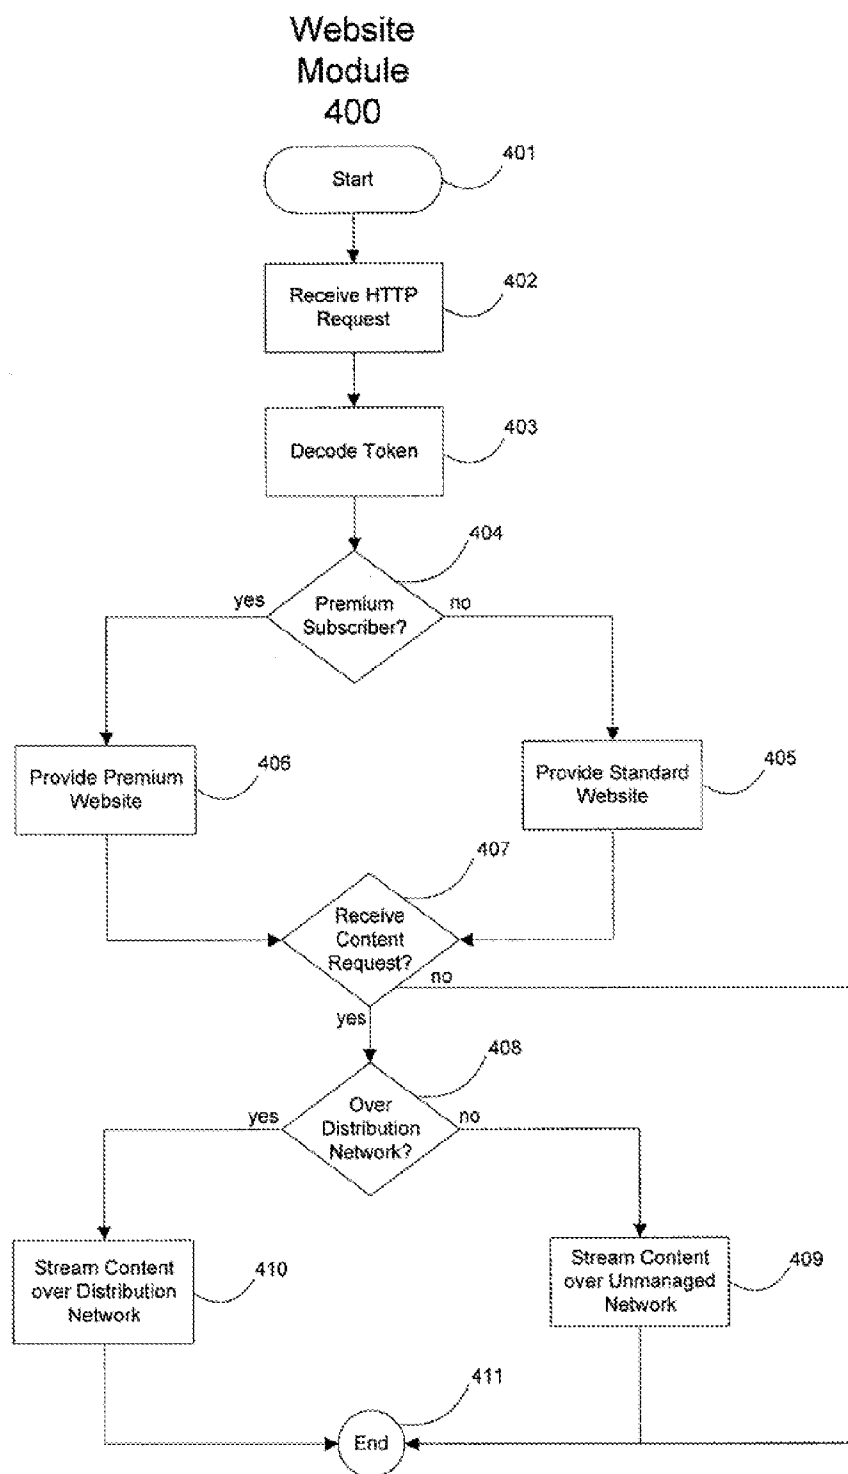 Website
Module
400
Start
401
Receive HTTP
Request
402
Decode Token
403
404
yes
Premium
Subscriber?
no
Provide Premium
Website
406
Provide Standard
Website
405
407
Receive
Content
Request?
no
yes
408
yes
Over
Distribution
Network?
no
Stream Content
over Distribution
Network
410
Stream Content
over Unmanaged
Network
409
411
End